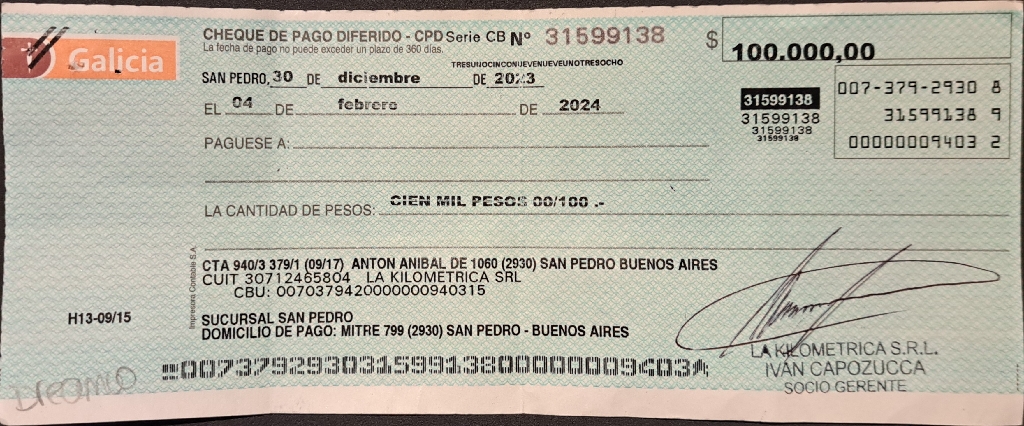 Galicia
CHEQUE DE PAGO DIFERIDO - CPD Serie CB Nº 31599138
La fecha de pago no puede exceder un plazo de 360 días.
$ 100.000,00
TRESUNOCINCONUEVENUEVEUNOTRESOCHO
SAN PEDRO, 30 DE diciembre DE 2023
EL 04 DE febrero DE 2024
31599138
31599138
31599138
31599138
007-379-2930 8
31599138 9
00000009403 2
PAGUESE A:
LA CANTIDAD DE PESOS: CIEN MIL PESOS 00/100 .-
Impresora Contable S.A
CTA 940/3 379/1 (09/17) ANTON ANIBAL DE 1060 (2930) SAN PEDRO BUENOS AIRES
CUIT 30712465804 LA KILOMETRICA SRL
CBU: 0070379420000000940315
H13-09/15
SUCURSAL SAN PEDRO
DOMICILIO DE PAGO: MITRE 799 (2930) SAN PEDRO - BUENOS AIRES
LA KILOMETRICA S.R.L.
IVAN CAPOZUCCA
SOCIO GERENTE
00737929303159913800000009403